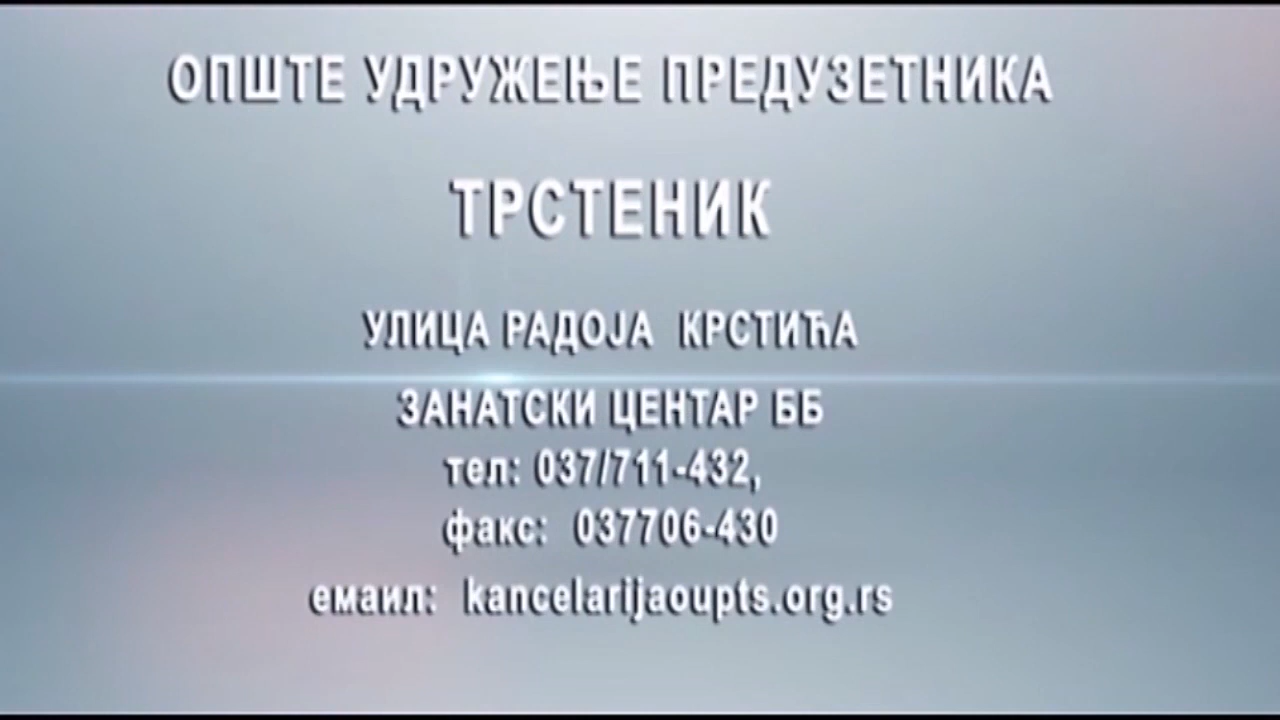 ОПШТЕ УДРУЖЕЊЕ ПРЕДУЗЕТНИКА
ТРСТЕНИК
УЛИЦА РАДОЈА КРСТИЋА
ЗАНАТСКИ ЦЕНТАР ББ
тел: 037/711-432,
факс: 037706-430
емаил: kancelarijaoupts.org.rs